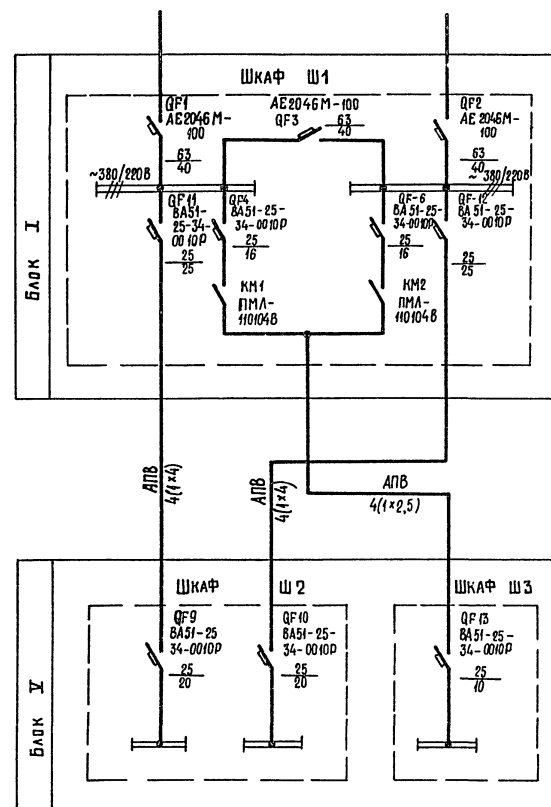 Блок I
Шкаф Ш1
QF1
АЕ2046М-
100
63
40
АЕ2046М-100
QF3
63
40
QF2
АЕ2046М-
100
63
40
~380/220В
~380/220В
QF11
ВА51-
25-34-
0010Р
25
25
QF4
ВА51-25-
34-0010Р
25
16
QF-6
ВА51-25-
34-0010Р
25
16
QF-12
ВА51-25-
34-0010Р
25
25
КМ1
ПМЛ-
110104В
КМ2
ПМЛ-
110104В
АПВ
4(1×4)
АПВ
4(1×4)
АПВ
4(1×2,5)
Блок V
Шкаф Ш2
QF9
ВА51-25
34-0010Р
25
20
QF10
ВА51-25-
34-0010Р
25
20
Шкаф Ш3
QF13
ВА51-25-
34-0010Р
25
10